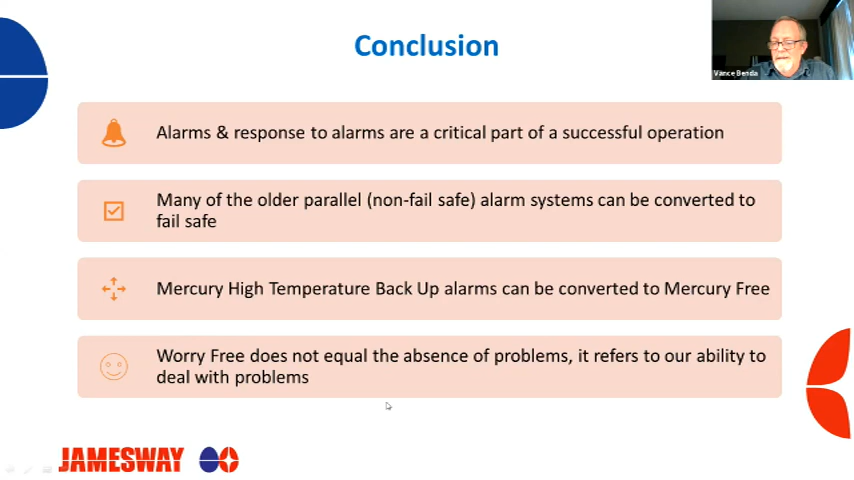 Conclusion
Vance Benda
Alarms & response to alarms are a critical part of a successful operation
Many of the older parallel (non-fail safe) alarm systems can be converted to
fail safe
Mercury High Temperature Back Up alarms can be converted to Mercury Free
Worry Free does not equal the absence of problems, it refers to our ability to
deal with problems
JAMESWAY